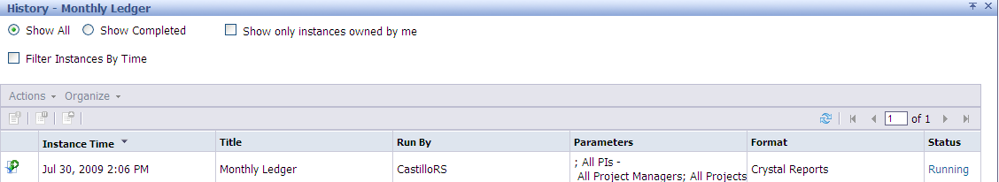 History - Monthly Ledger
Show All Show Completed Show only instances owned by me
Filter Instances By Time
Actions Organize
1 of 1
Instance Time Title Run By Parameters Format Status
Jul 30, 2009 2:06 PM Monthly Ledger CastilloRS ; All PIs - Crystal Reports Running
All Project Managers; All Projects